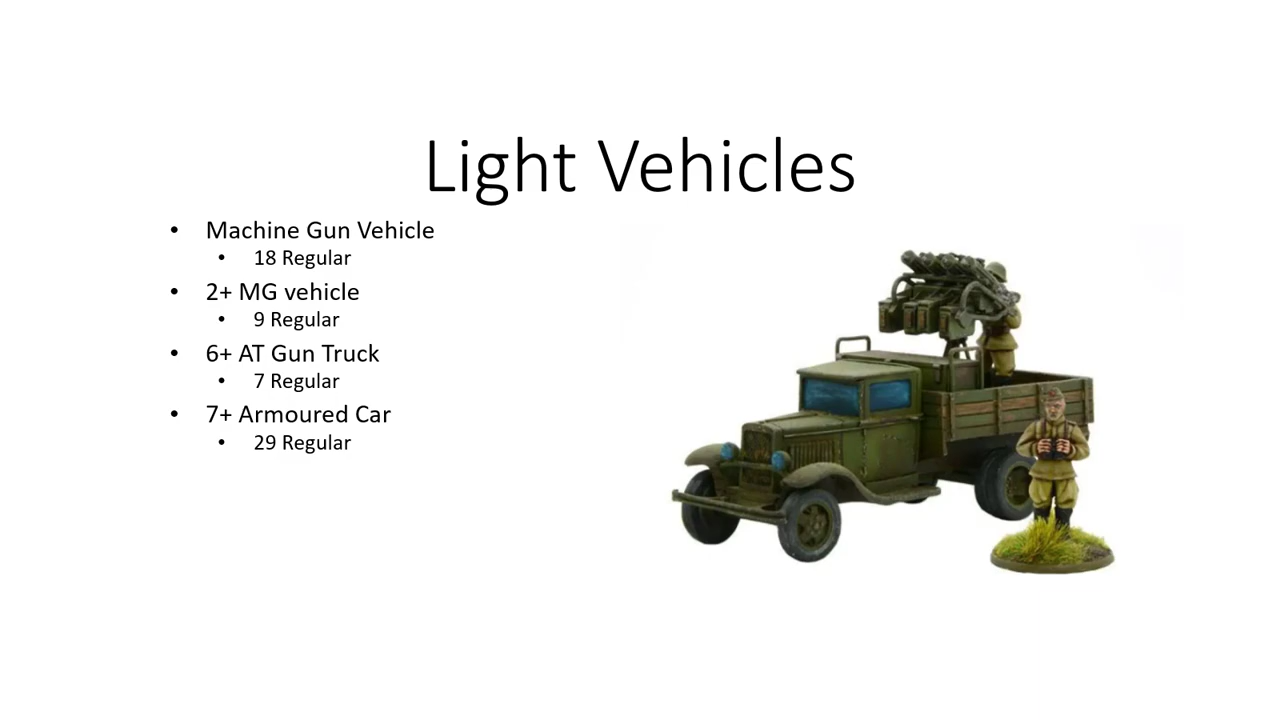 Light Vehicles
• Machine Gun Vehicle
• 18 Regular
• 2+ MG vehicle
• 9 Regular
• 6+ AT Gun Truck
• 7 Regular
• 7+ Armoured Car
• 29 Regular